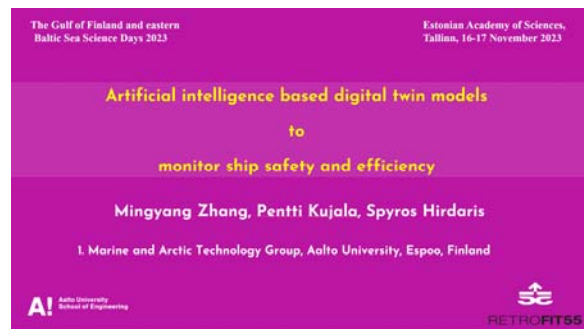 The Gulf of Finland and eastern
Baltic Sea Science Days 2023
Estonian Academy of Sciences,
Tallinn, 16-17 November 2023
Artificial intelligence based digital twin models
to
monitor ship safety and efficiency
Mingyang Zhang, Pentti Kujala, Spyros Hirdaris
1. Marine and Arctic Technology Group, Aalto University, Espoo, Finland
A! Aalto University
School of Engineering
RETROFIT55